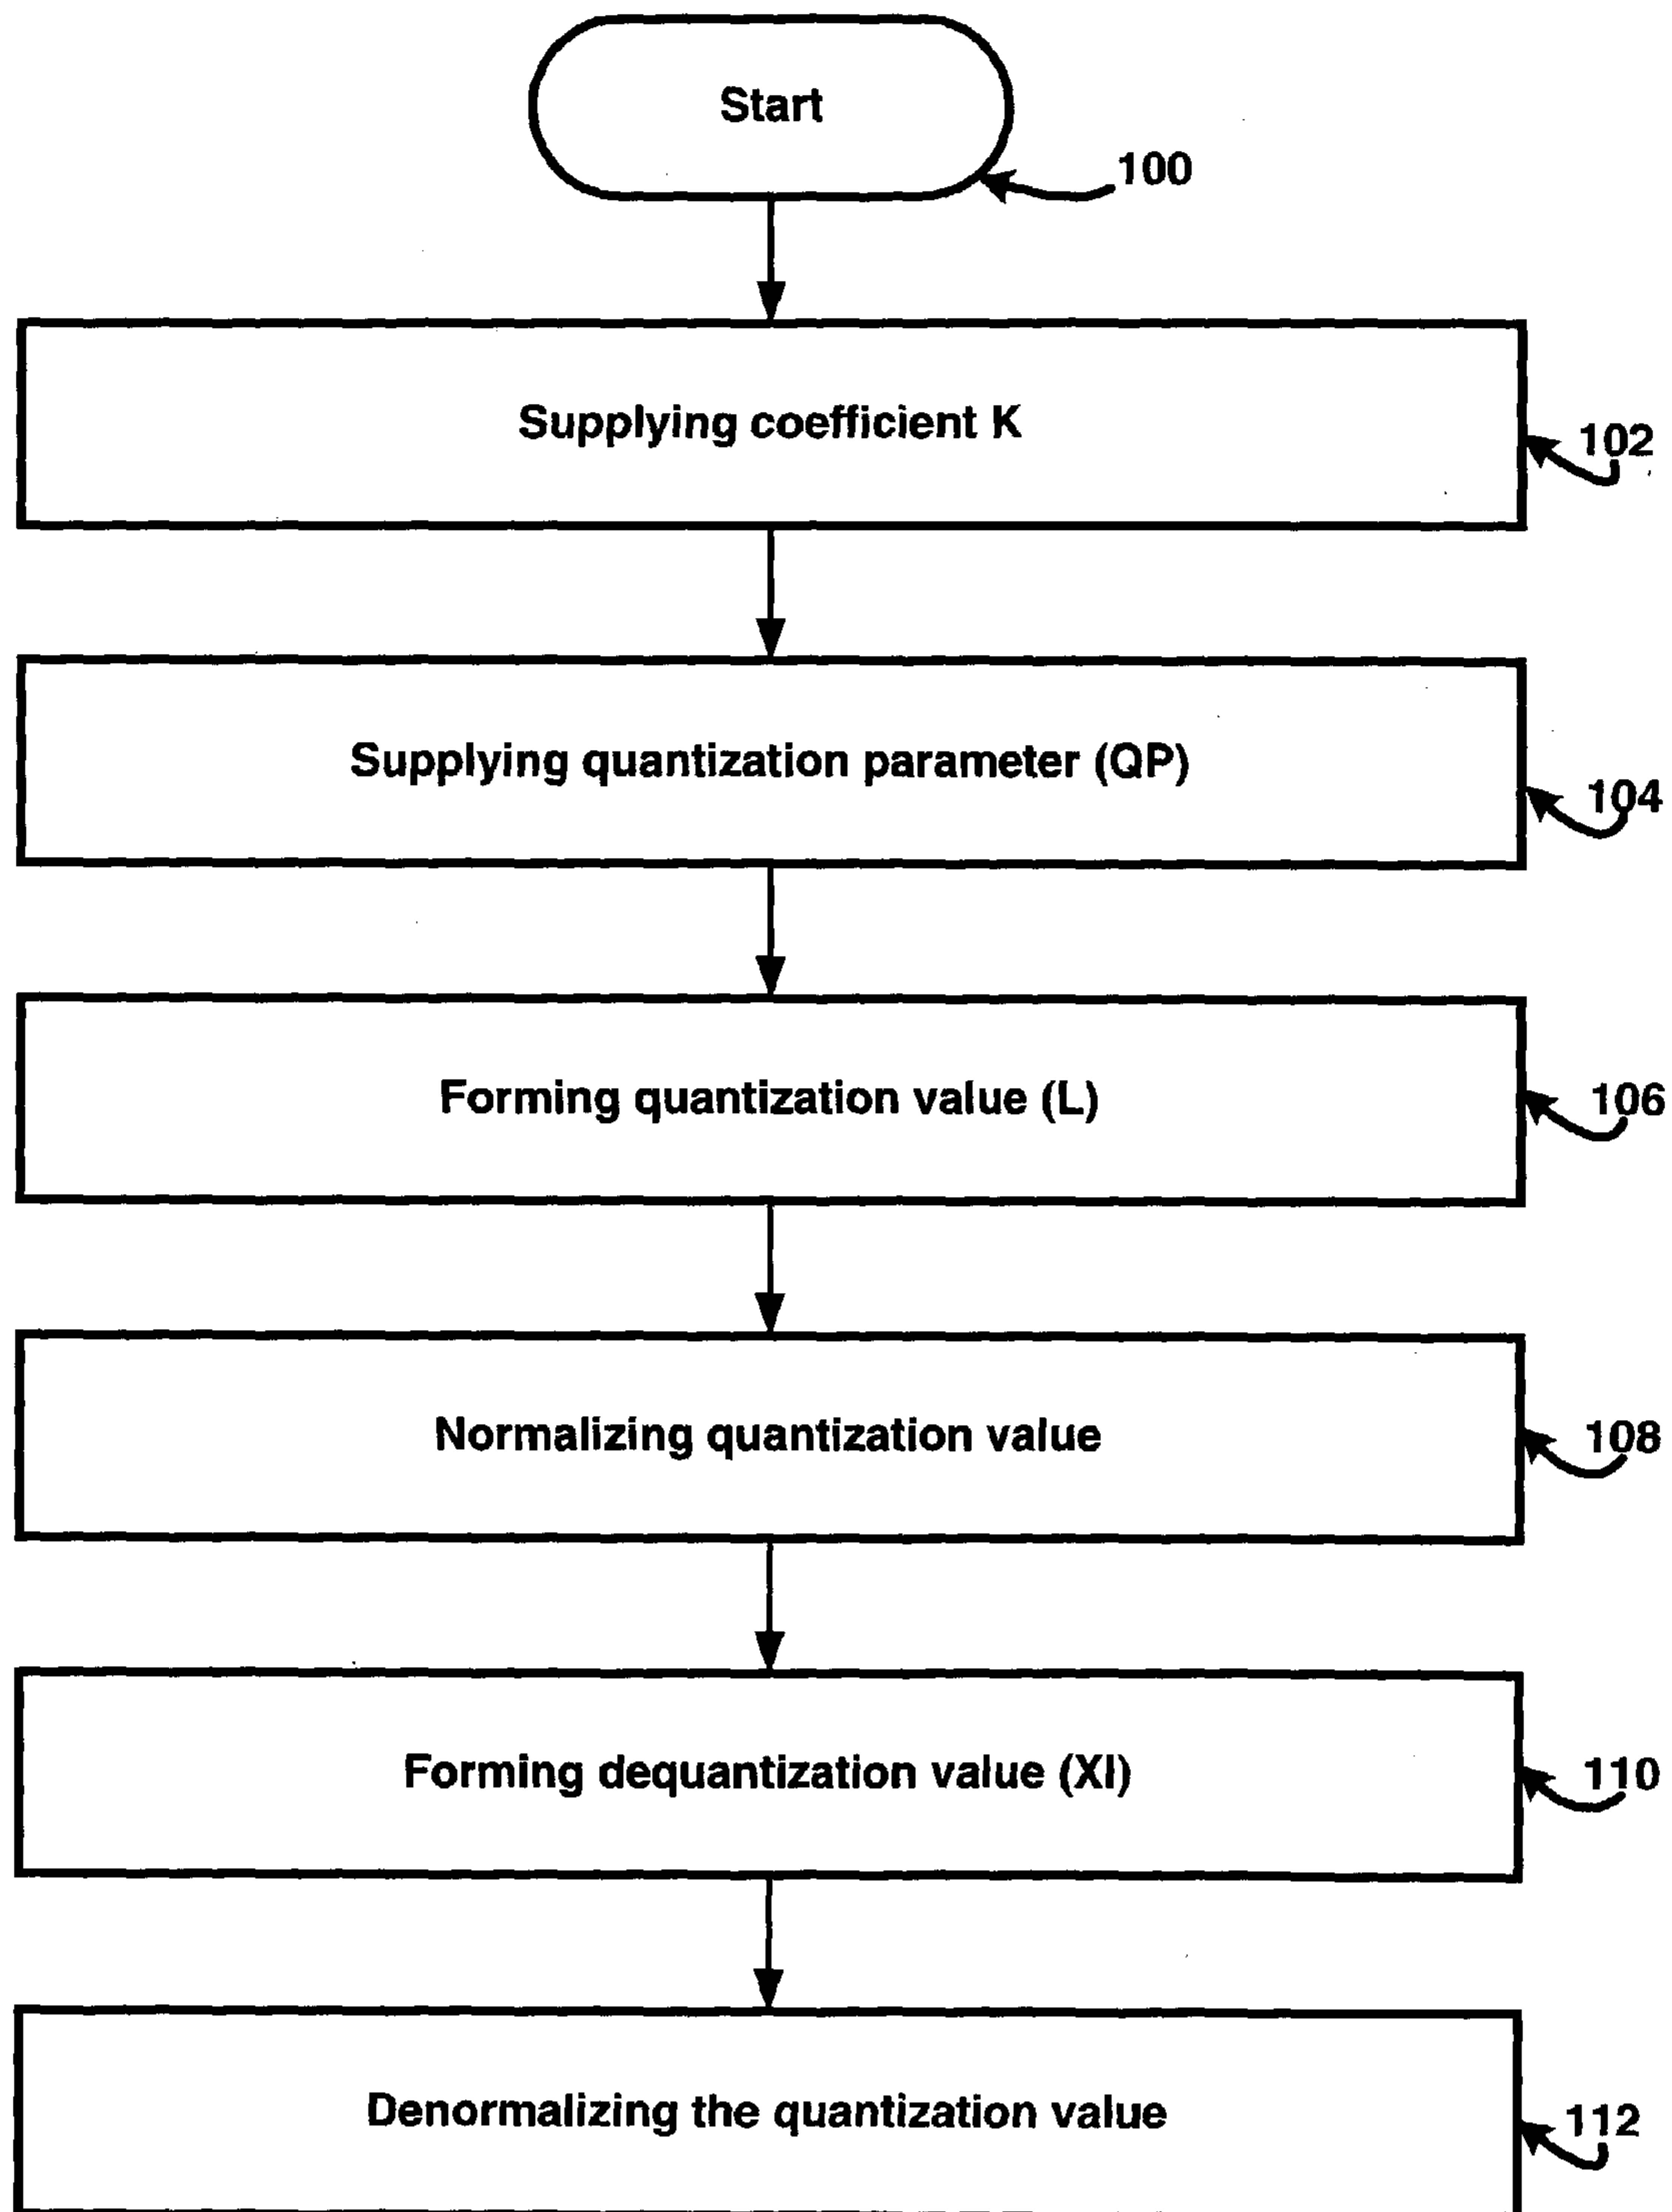 Start
100
Supplying coefficient K
102
Supplying quantization parameter (QP)
104
Forming quantization value (L)
106
Normalizing quantization value
108
Forming dequantization value (XI)
110
Denormalizing the quantization value
112